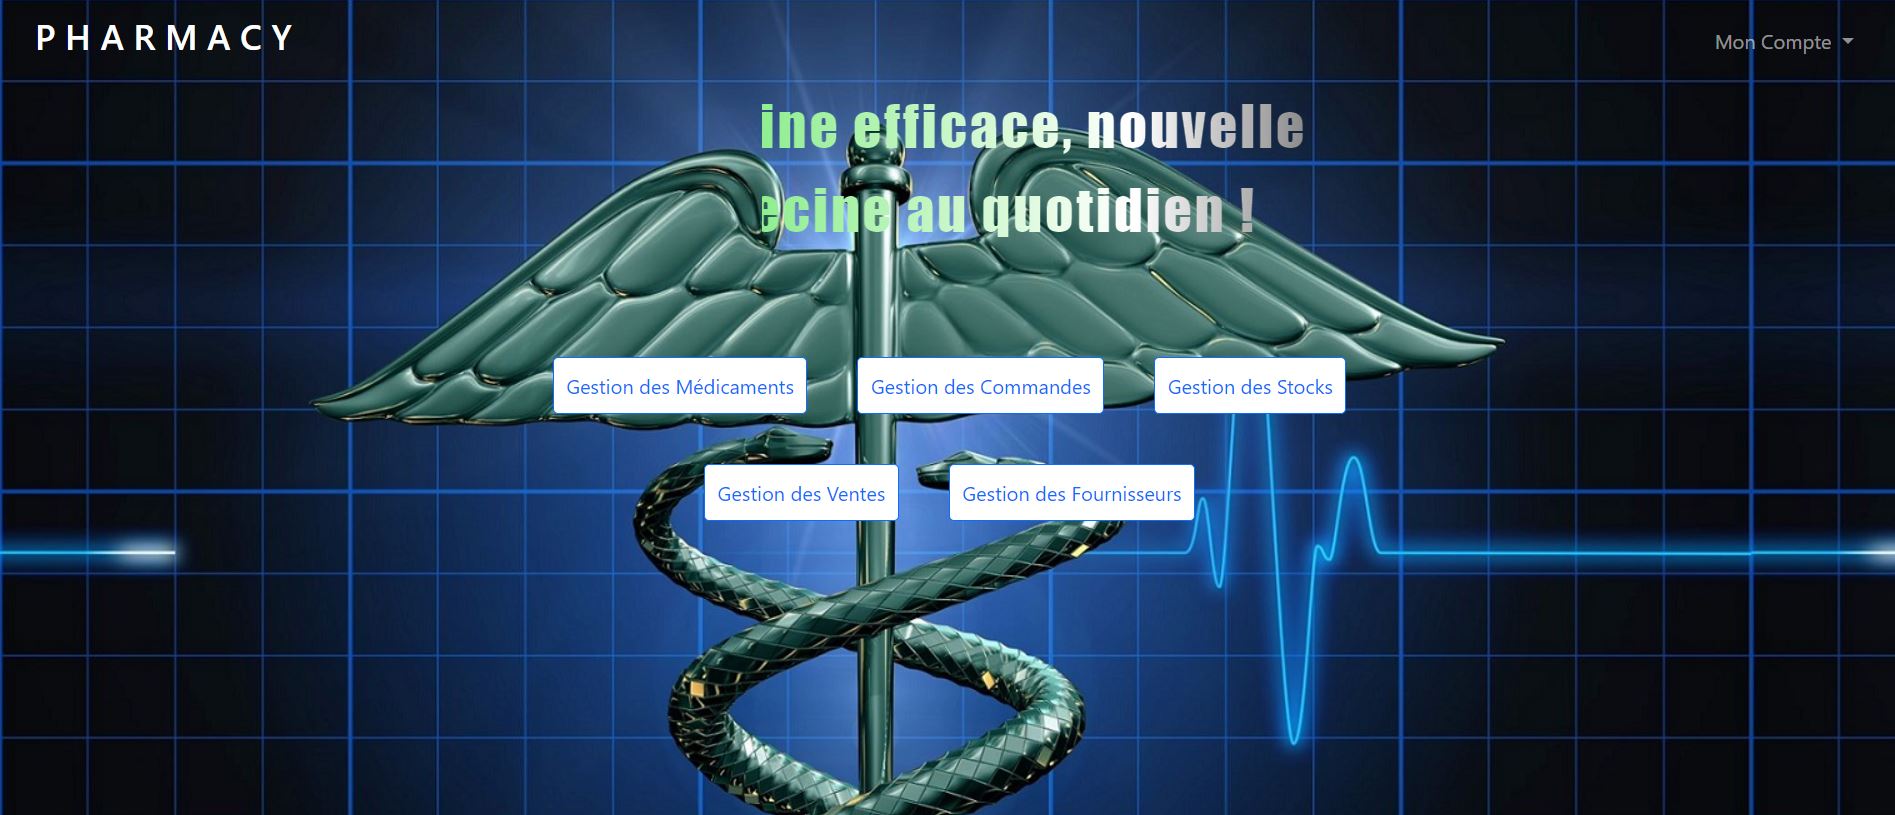 PHARMACY
Mon Compte
ine efficace, nouvelle
ecine au quotidien !
Gestion des Médicaments
Gestion des Commandes
Gestion des Stocks
Gestion des Ventes
Gestion des Fournisseurs